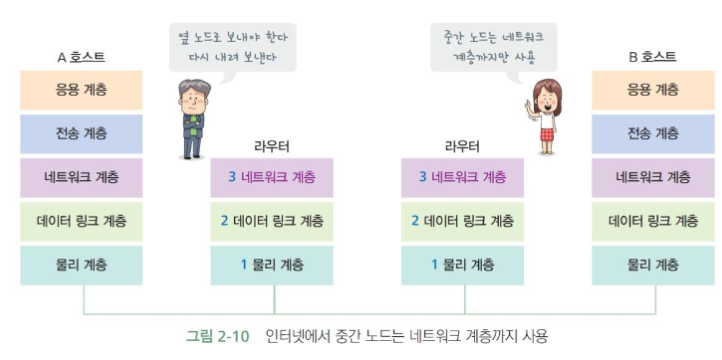 옆 노드로 보내야 한다
다시 내려 보낸다
중간 노드는 네트워크
계층까지만 사용
A 호스트
응용 계층
전송 계층
네트워크 계층
데이터 링크 계층
물리 계층
라우터
3 네트워크 계층
2 데이터 링크 계층
1 물리 계층
라우터
3 네트워크 계층
2 데이터 링크 계층
1 물리 계층
B 호스트
응용 계층
전송 계층
네트워크 계층
데이터 링크 계층
물리 계층
그림 2-10 인터넷에서 중간 노드는 네트워크 계층까지 사용